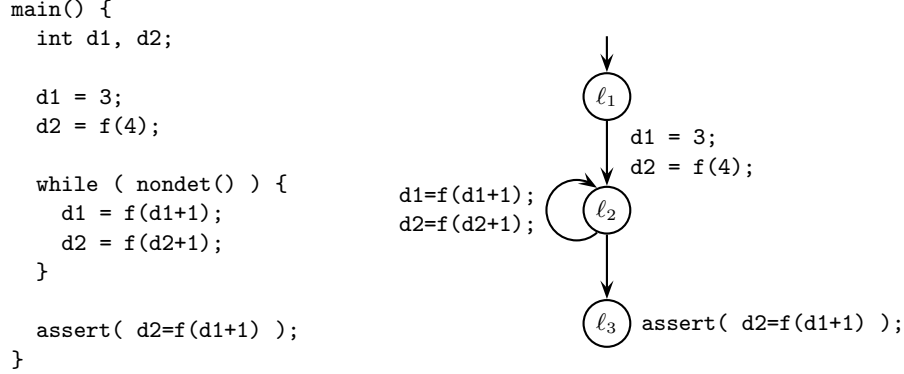 main() {
int d1, d2;
d1 = 3;
d2 = f(4);
while ( nondet() ) {
d1 = f(d1+1);
d2 = f(d2+1);
}
assert( d2=f(d1+1) );
}
ℓ1
d1 = 3;
d2 = f(4);
d1=f(d1+1);
d2=f(d2+1);
ℓ2
ℓ3 assert( d2=f(d1+1) );